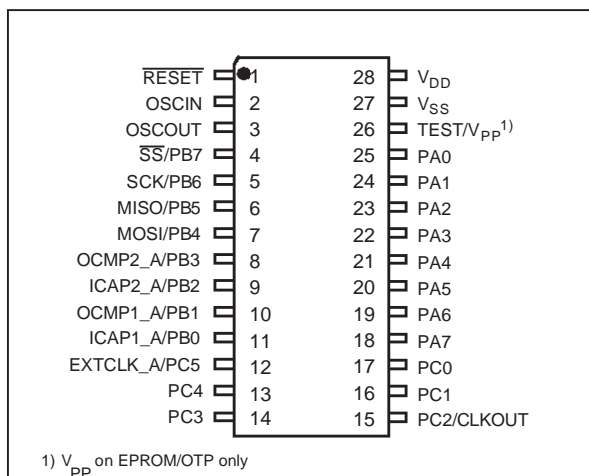 RESET 1 28 VDD
OSCIN 2 27 VSS
OSCOUT 3 26 TEST/VPP1)
SS/PB7 4 25 PA0
SCK/PB6 5 24 PA1
MISO/PB5 6 23 PA2
MOSI/PB4 7 22 PA3
OCMP2_A/PB3 8 21 PA4
ICAP2_A/PB2 9 20 PA5
OCMP1_A/PB1 10 19 PA6
ICAP1_A/PB0 11 18 PA7
EXTCLK_A/PC5 12 17 PC0
PC4 13 16 PC1
PC3 14 15 PC2/CLKOUT
1) VPP on EPROM/OTP only